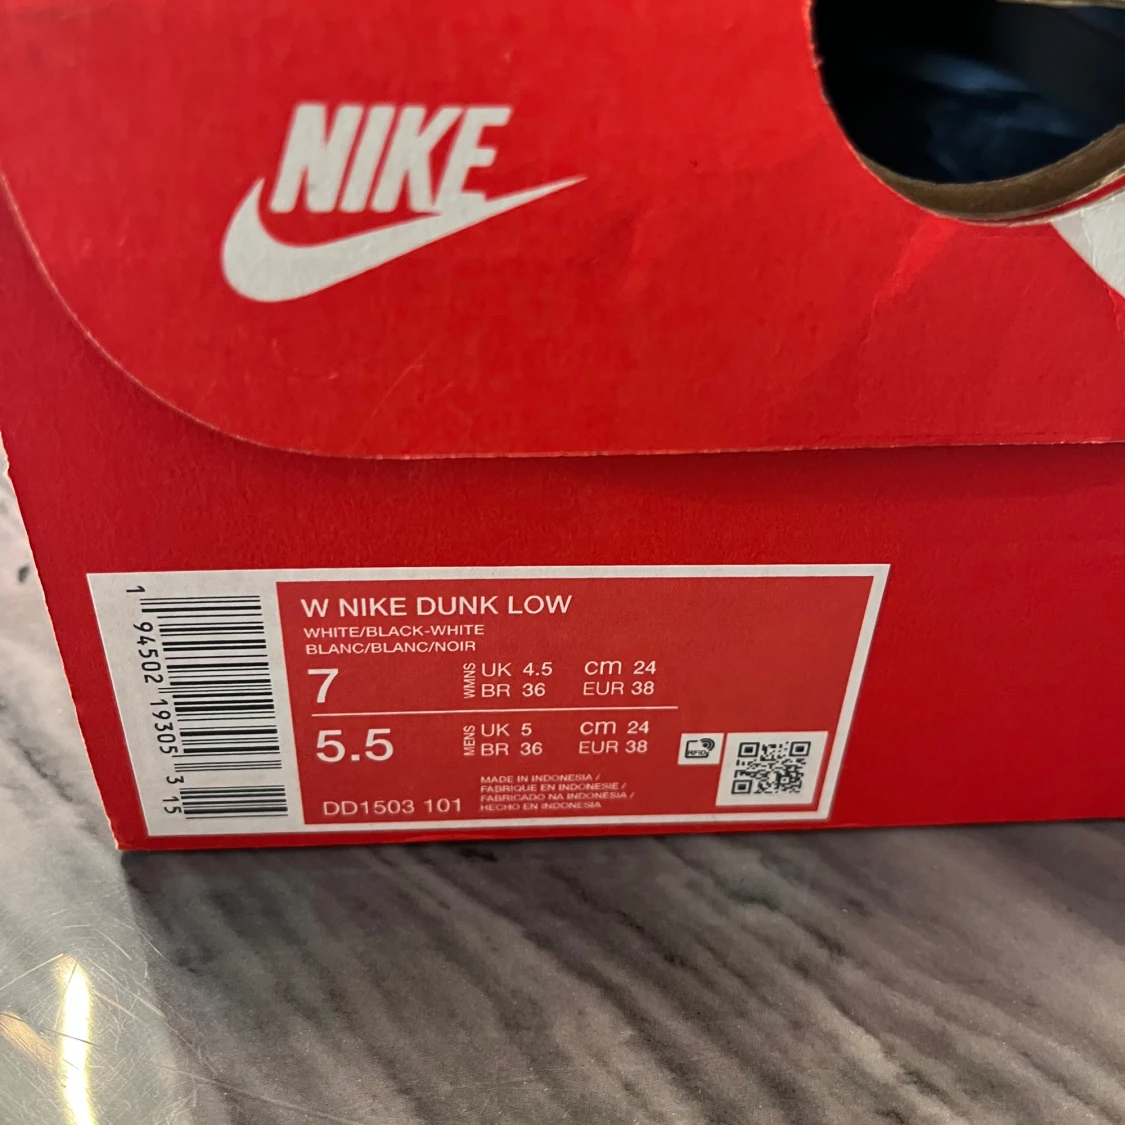 NIKE
1 94502 19305 3 15
W NIKE DUNK LOW
WHITE/BLACK-WHITE
BLANC/BLANC/NOIR
7 WMNS UK 4.5 cm 24
BR 36 EUR 38
5.5 MENS UK 5 cm 24
BR 36 EUR 38
RFID
MADE IN INDONESIA /
FABRIQUE EN INDONESIE /
FABRICADO NA INDONÉSIA /
HECHO EN INDONESIA
DD1503 101